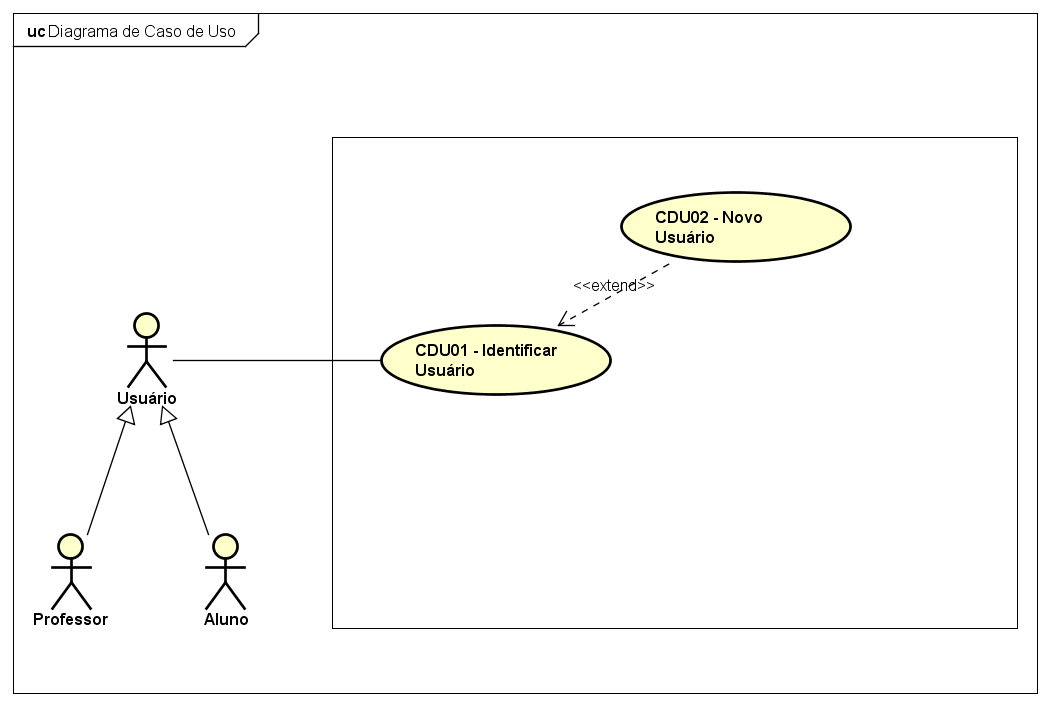 uc Diagrama de Caso de Uso
CDU02 - Novo
Usuário
<<extend>>
CDU01 - Identificar
Usuário
Usuário
Professor
Aluno